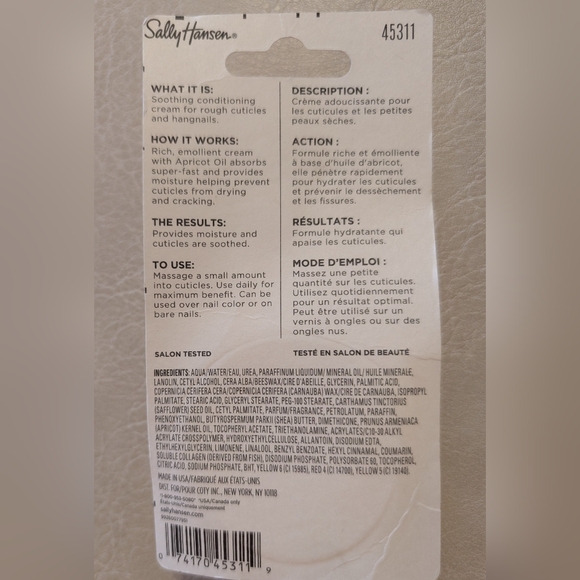 Sally Hansen®
45311
WHAT IT IS:
Soothing conditioning
cream for rough cuticles
and hangnails.
HOW IT WORKS:
Rich, emollient cream
with Apricot Oil absorbs
super-fast and provides
moisture helping prevent
cuticles from drying
and cracking.
THE RESULTS:
Provides moisture and
cuticles are soothed.
TO USE:
Massage a small amount
into cuticles. Use daily for
maximum benefit. Can be
used over nail color or on
bare nails.
SALON TESTED
DESCRIPTION :
Crème adoucissante pour
les cuticules et les petites
peaux sèches.
ACTION :
Formule riche et émolliente
à base d'huile d'abricot,
elle pénètre rapidement
pour hydrater les cuticules
et prévenir le dessèchement
et les fissures.
RÉSULTATS :
Formule hydratante qui
apaise les cuticules.
MODE D'EMPLOI :
Massez une petite
quantité sur les cuticules.
Utilisez quotidiennement
pour un résultat optimal.
Peut être utilisé sur un
vernis à ongles ou sur des
ongles nus.
TESTÉ EN SALON DE BEAUTÉ
INGREDIENTS: AQUA/WATER/EAU, UREA, PARAFFINUM LIQUIDUM/ MINERAL OIL/ HUILE MINERALE,
LANOLIN, CETYL ALCOHOL, CERA ALBA/BEESWAX/CIRE D'ABEILLE, GLYCERIN, PALMITIC ACID,
COPERNICIA CERIFERA CERA/COPERNICIA CERIFERA (CARNAUBA) WAX/CIRE DE CARNAUBA, ISOPROPYL
PALMITATE, STEARIC ACID, GLYCERYL STEARATE, PEG-100 STEARATE, CARTHAMUS TINCTORIUS
(SAFFLOWER) SEED OIL, CETYL PALMITATE, PARFUM/FRAGRANCE, PETROLATUM, PARAFFIN,
PHENOXYETHANOL, BUTYROSPERMUM PARKII (SHEA) BUTTER, DIMETHICONE, PRUNUS ARMENIACA
(APRICOT) KERNEL OIL, TOCOPHERYL ACETATE, TRIETHANOLAMINE, ACRYLATES/C10-30 ALKYL
ACRYLATE CROSSPOLYMER, HYDROXYETHYLCELLULOSE, ALLANTOIN, DISODIUM EDTA,
ETHYLHEXYLGLYCERIN, LIMONENE, LINALOOL, BENZYL BENZOATE, HEXYL CINNAMAL, COUMARIN,
SOLUBLE COLLAGEN (DERIVED FROM FISH), DISODIUM PHOSPHATE, POLYSORBATE 60, TOCOPHEROL,
CITRIC ACID, SODIUM PHOSPHATE, BHT, YELLOW 6 (CI 15985), RED 4 (CI 14700), YELLOW 5 (CI 19140).
MADE IN USA/FABRIQUÉ AUX ÉTATS-UNIS
DIST. FOR/POUR COTY INC., NEW YORK, NY 10118
*USA/Canada only
États-Unis/Canada uniquement
sallyhansen.com
0 74170 45311 9